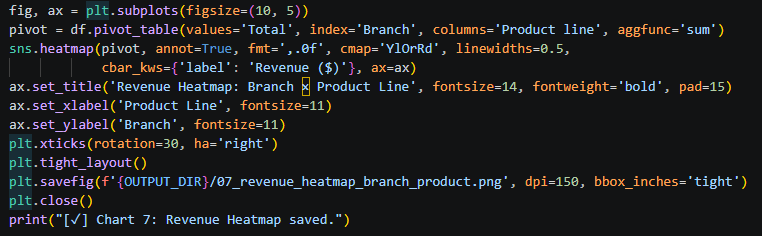 fig, ax = plt.subplots(figsize=(10, 5))
pivot = df.pivot_table(values='Total', index='Branch', columns='Product line', aggfunc='sum')
sns.heatmap(pivot, annot=True, fmt=',.0f', cmap='YlOrRd', linewidths=0.5,
            cbar_kws={'label': 'Revenue ($)'}, ax=ax)
ax.set_title('Revenue Heatmap: Branch × Product Line', fontsize=14, fontweight='bold', pad=15)
ax.set_xlabel('Product Line', fontsize=11)
ax.set_ylabel('Branch', fontsize=11)
plt.xticks(rotation=30, ha='right')
plt.tight_layout()
plt.savefig(f'{OUTPUT_DIR}/07_revenue_heatmap_branch_product.png', dpi=150, bbox_inches='tight')
plt.close()
print("[✓] Chart 7: Revenue Heatmap saved.")